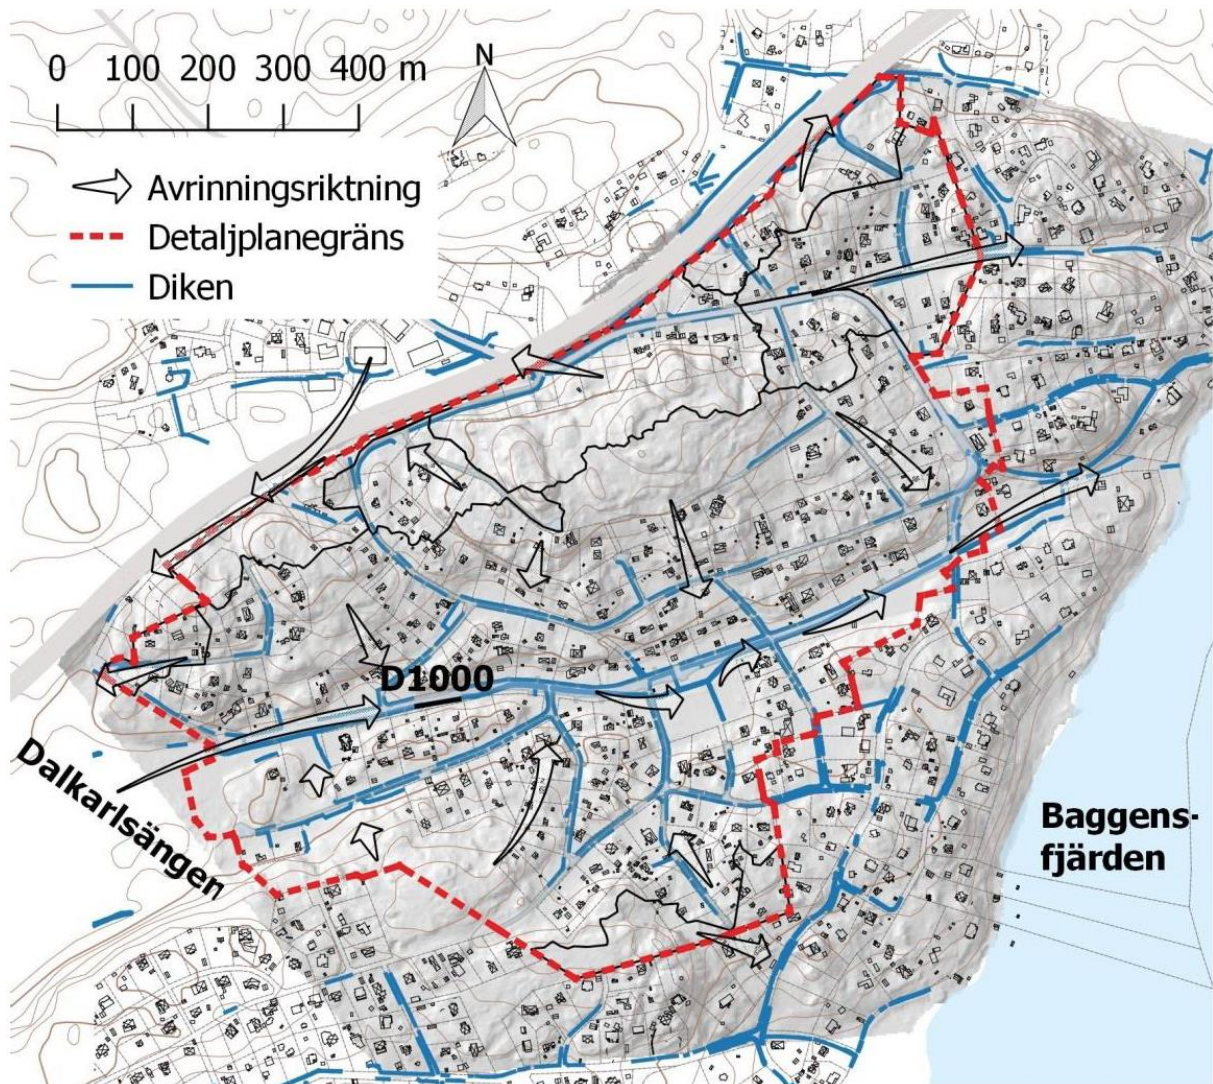 0 100 200 300 400 m
N
Avrinningsriktning
Detaljplanegräns
Diken
D1000
Dalkarlsängen
Baggens-
fjärden